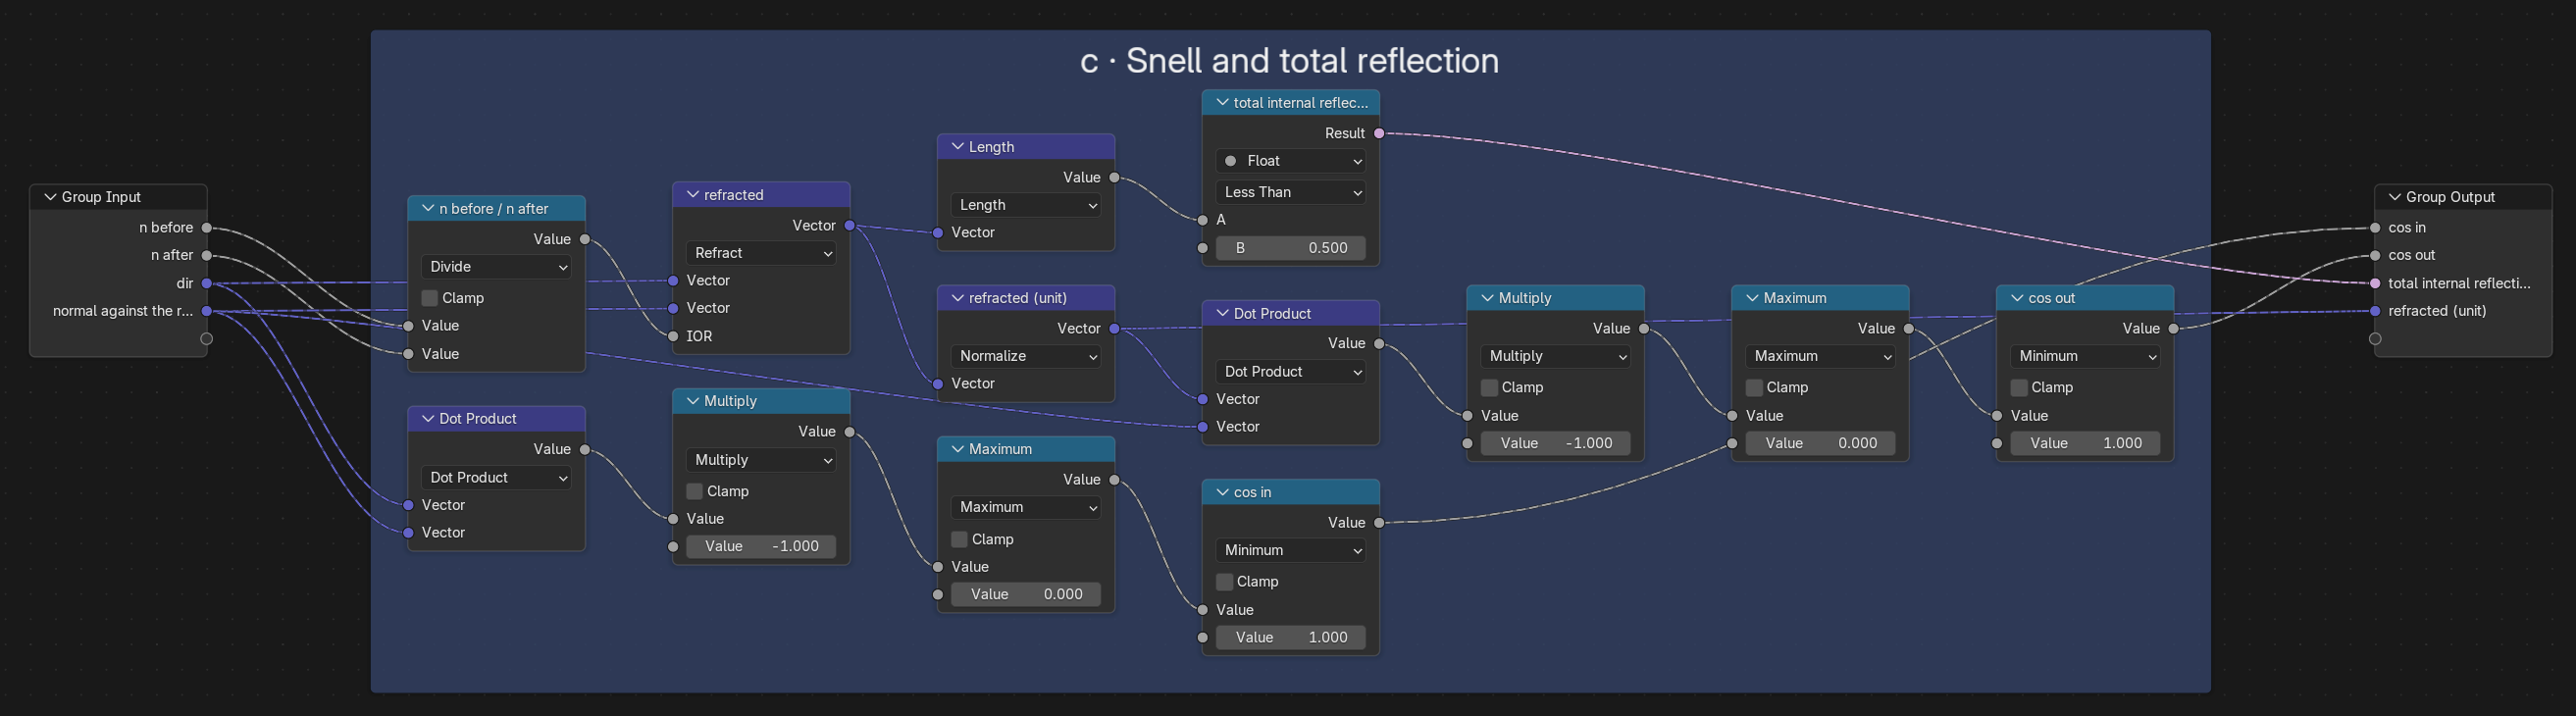 c · Snell and total reflection
Group Input
n before
n after
dir
normal against the r...
n before / n after
Value
Divide
Clamp
Value
Value
Dot Product
Value
Dot Product
Vector
Vector
refracted
Vector
Refract
Vector
Vector
IOR
Multiply
Value
Multiply
Clamp
Value
Value -1.000
Length
Value
Length
Vector
refracted (unit)
Vector
Normalize
Vector
Maximum
Value
Maximum
Clamp
Value
Value 0.000
total internal reflec...
Result
Float
Less Than
A
B 0.500
Dot Product
Value
Dot Product
Vector
Vector
cos in
Value
Minimum
Clamp
Value
Value 1.000
Multiply
Value
Multiply
Clamp
Value
Value -1.000
Maximum
Value
Maximum
Clamp
Value
Value 0.000
cos out
Value
Minimum
Clamp
Value
Value 1.000
Group Output
cos in
cos out
total internal reflecti...
refracted (unit)